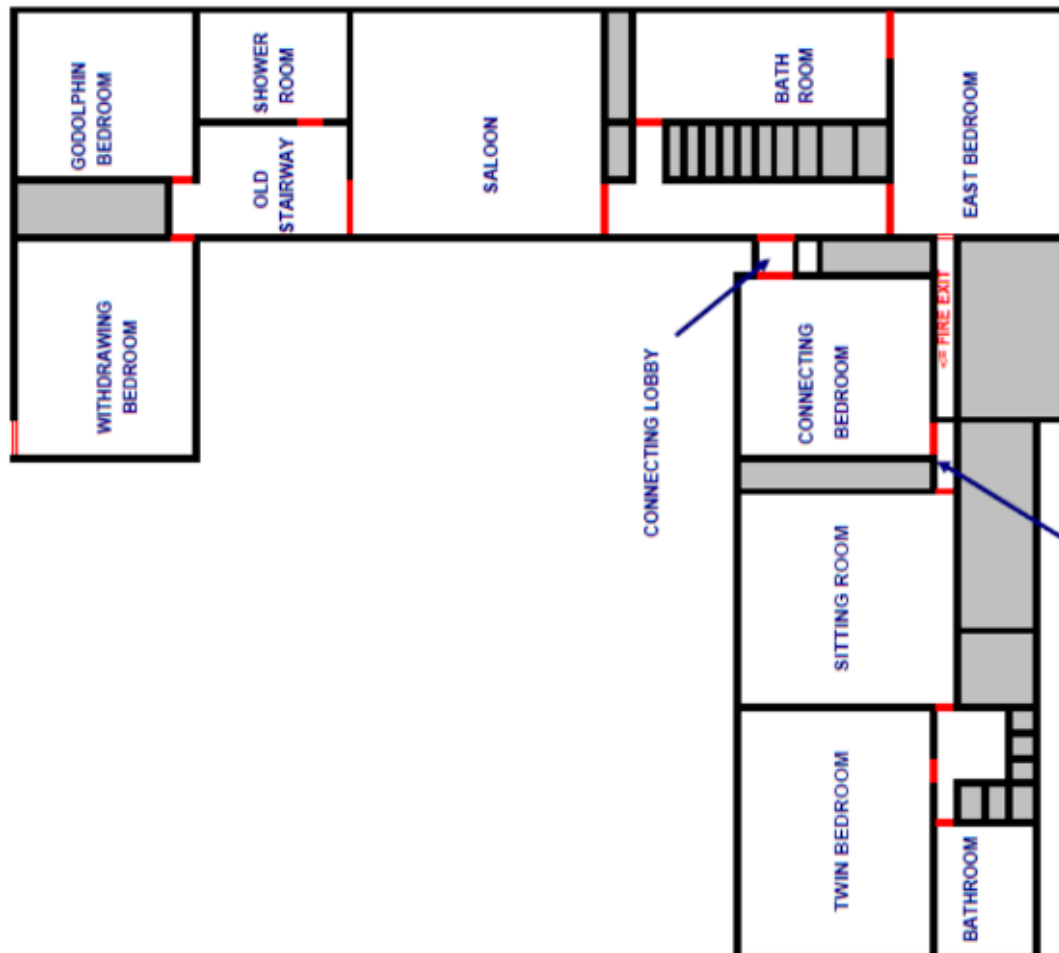 GODOLPHIN
BEDROOM
SHOWER
ROOM
OLD
STAIRWAY
SALOON
BATH
ROOM
EAST BEDROOM
WITHDRAWING
BEDROOM
CONNECTING LOBBY
CONNECTING
BEDROOM
<= FIRE EXIT
SITTING ROOM
TWIN BEDROOM
BATHROOM